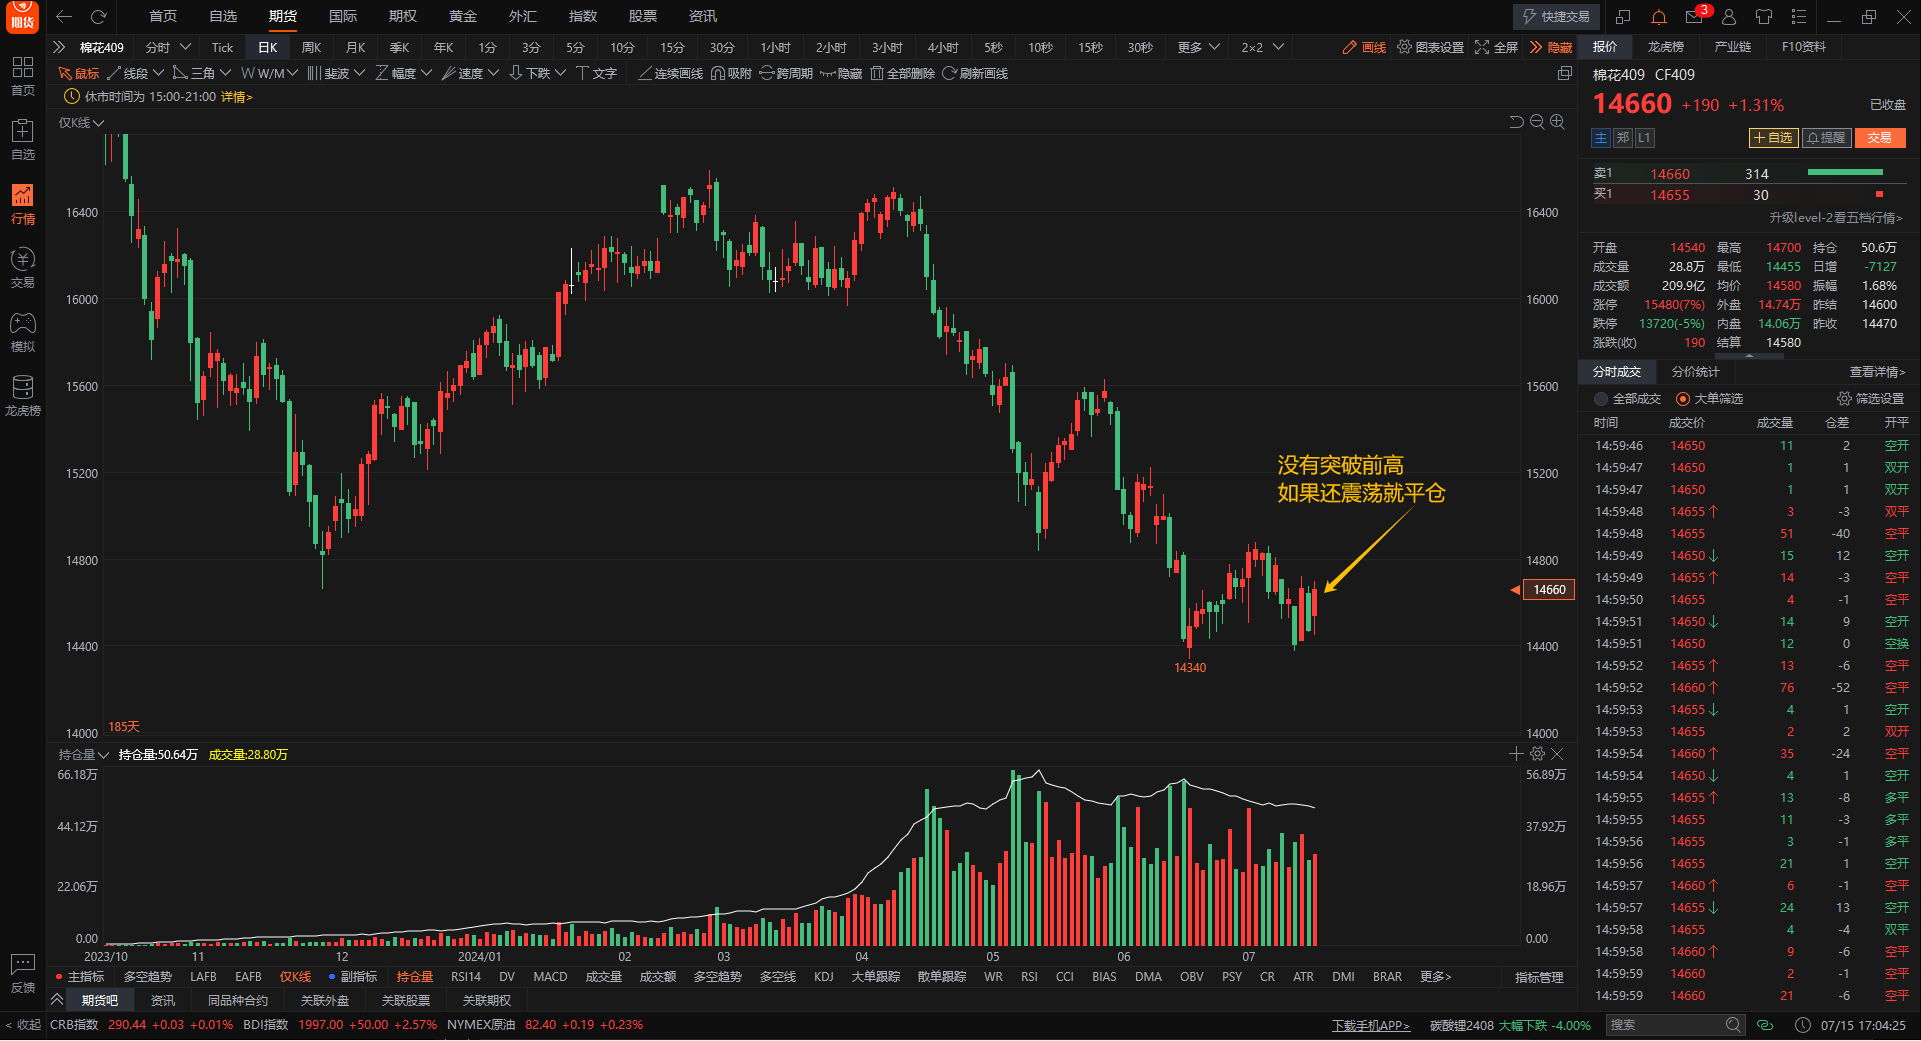 期货
首页 自选 期货 国际 期权 黄金 外汇 指数 股票 资讯
快捷交易 3
棉花409 分时 Tick 日K 周K 月K 季K 年K 1分 3分 5分 10分 15分 30分 1小时 2小时 3小时 4小时 5秒 10秒 15秒 30秒 更多 2×2 画线 图表设置 全屏 隐藏
鼠标 线段 三角 W/M 斐波 幅度 速度 下跌 文字 连续画线 吸附 跨周期 隐藏 全部删除 刷新画线
休市时间为 15:00-21:00 详情>
首页
自选
行情
交易
模拟
龙虎榜
反馈
< 收起
仅K线
16400
16000
15600
15200
14800
14400
14000
没有突破前高
如果还震荡就平仓
14340
185天
16400
16000
15600
15200
14800
14660
14400
14000
持仓量 持仓量:50.64万 成交量:28.80万
66.18万
44.12万
22.06万
0.00
56.89万
37.92万
18.96万
0.00
2023/10 11 12 2024/01 02 03 04 05 06 07
主指标 多空趋势 LAFB EAFB 仅K线 副指标 持仓量 RSI14 DV MACD 成交量 成交额 多空趋势 多空线 KDJ 大单跟踪 散单跟踪 WR RSI CCI BIAS DMA OBV PSY CR ATR DMI BRAR 更多> 指标管理
期货吧 资讯 同品种合约 关联外盘 关联股票 关联期权
CRB指数 290.44 +0.03 +0.01% BDI指数 1997.00 +50.00 +2.57% NYMEX原油 82.40 +0.19 +0.23%
下载手机APP> 碳酸锂2408 大幅下跌 -4.00% 搜索 07/15 17:04:25
报价 龙虎榜 产业链 F10资料
棉花409 CF409
14660 +190 +1.31% 已收盘
主 郑 L1 自选 提醒 交易
卖1 14660 314
买1 14655 30
升级level-2看五档行情>
开盘 14540 最高 14700 持仓 50.6万
成交量 28.8万 最低 14455 日增 -7127
成交额 209.9亿 均价 14580 振幅 1.68%
涨停 15480(7%) 外盘 14.74万 昨结 14600
跌停 13720(-5%) 内盘 14.06万 昨收 14470
涨跌(收) 190 结算 14580
分时成交 分价统计 查看详情>
全部成交 大单筛选 筛选设置
时间 成交价 成交量 仓差 开平
14:59:46 14650 11 2 空开
14:59:47 14650 1 1 双开
14:59:47 14650 1 1 双开
14:59:48 14655↑ 3 -3 双平
14:59:48 14655 51 -40 空平
14:59:49 14650↓ 15 12 空开
14:59:49 14655↑ 14 -3 空平
14:59:50 14655 4 -1 空平
14:59:51 14650↓ 14 9 空开
14:59:51 14650 12 0 空换
14:59:52 14655↑ 13 -6 空平
14:59:52 14660↑ 76 -52 空平
14:59:53 14655↓ 4 1 空开
14:59:53 14655 2 2 双开
14:59:54 14660↑ 35 -24 空平
14:59:54 14650↓ 4 1 空开
14:59:55 14655↑ 13 -8 多平
14:59:55 14655 11 -3 多平
14:59:56 14655 3 -1 多平
14:59:56 14655 21 1 空开
14:59:57 14660↑ 6 -1 空平
14:59:57 14655↓ 24 13 空开
14:59:58 14655 4 -4 双平
14:59:58 14660↑ 9 -6 空平
14:59:59 14660 2 -1 空平
14:59:59 14660 21 -6 空平